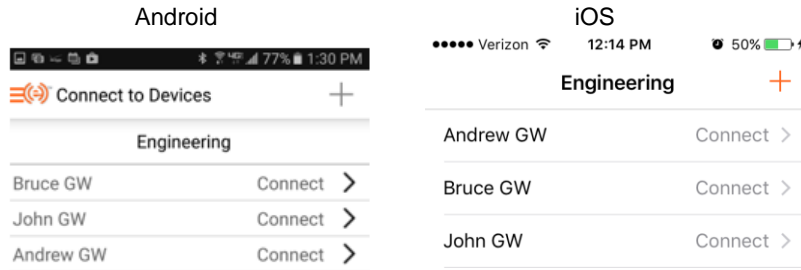 Android
77% 1:30 PM
Connect to Devices
Engineering
Bruce GW Connect
John GW Connect
Andrew GW Connect
iOS
Verizon 12:14 PM 50%
Engineering
Andrew GW Connect
Bruce GW Connect
John GW Connect